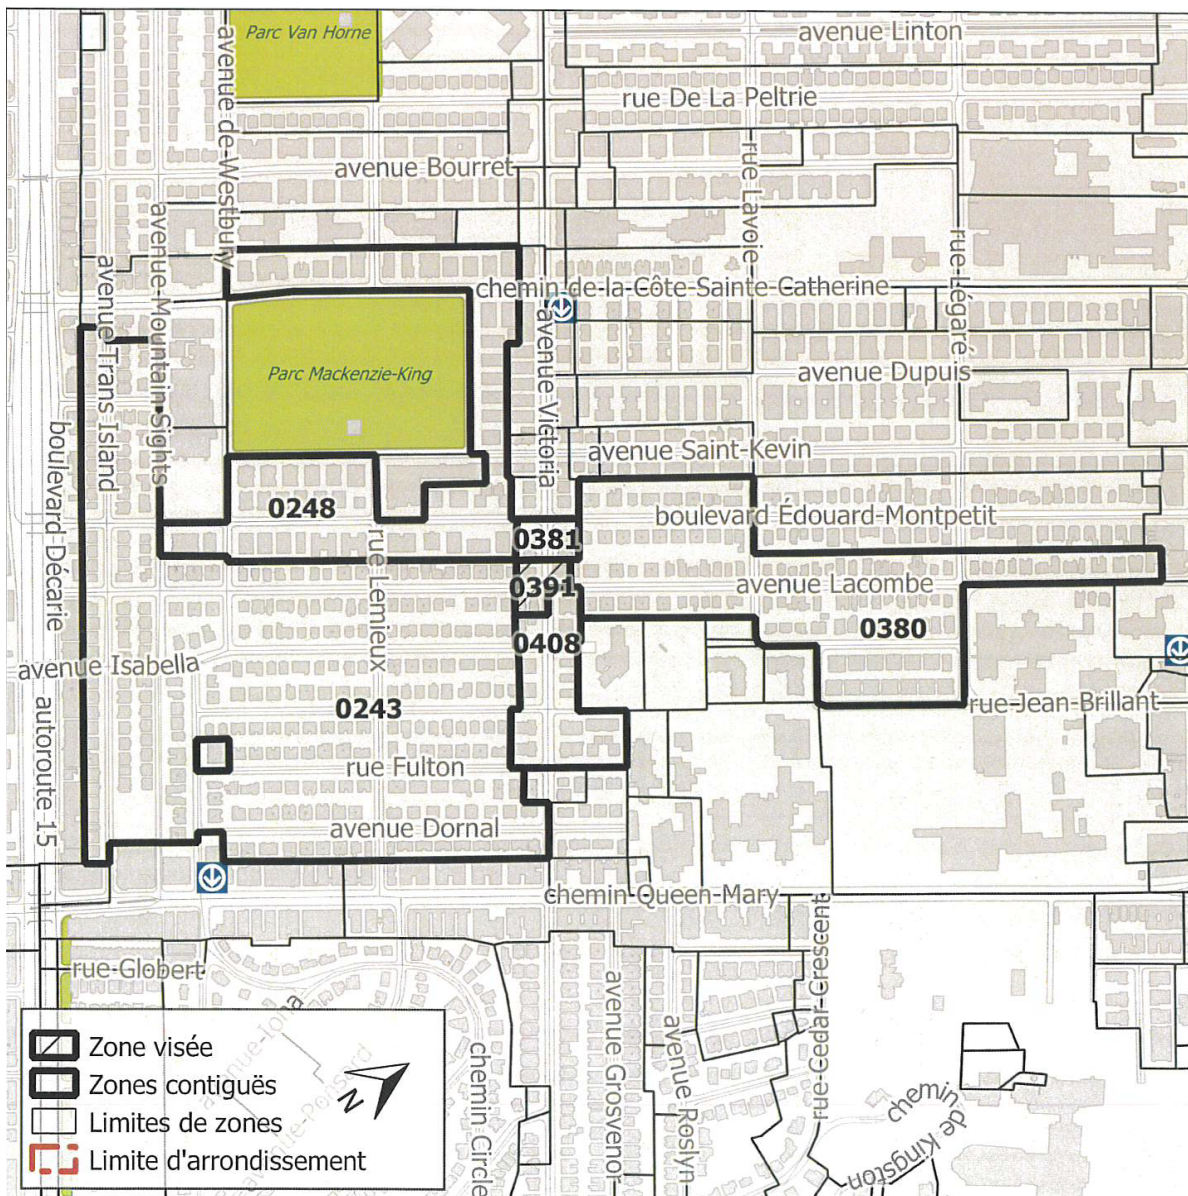 Parc Van Horne
avenue Linton
avenue-de-Westbury
rue De La Peltrie
avenue Bourret
rue Lavoie
avenue-Mountain-Sights
avenue Trans Island
rue-Légaré
chemin de-la-Côte-Sainte-Catherine
avenue Victoria
Parc Mackenzie-King
avenue Dupuis
boulevard Décarie
avenue Saint-Kevin
0248
boulevard Édouard-Montpetit
0381
rue Lemieux
0391
avenue Lacombe
0408
0380
avenue Isabella
0243
rue-Jean-Brillant
autoroute 15
rue Fulton
avenue Dornal
chemin-Queen-Mary
rue-Globert
rue-Cedar-Crescent
avenue-Iona
avenue Grosvenor
avenue Roslyn
chemin Circle
avenue-Ponsard
chemin de Kingston
Zone visée
Zones contiguës
Limites de zones
Limite d'arrondissement
N